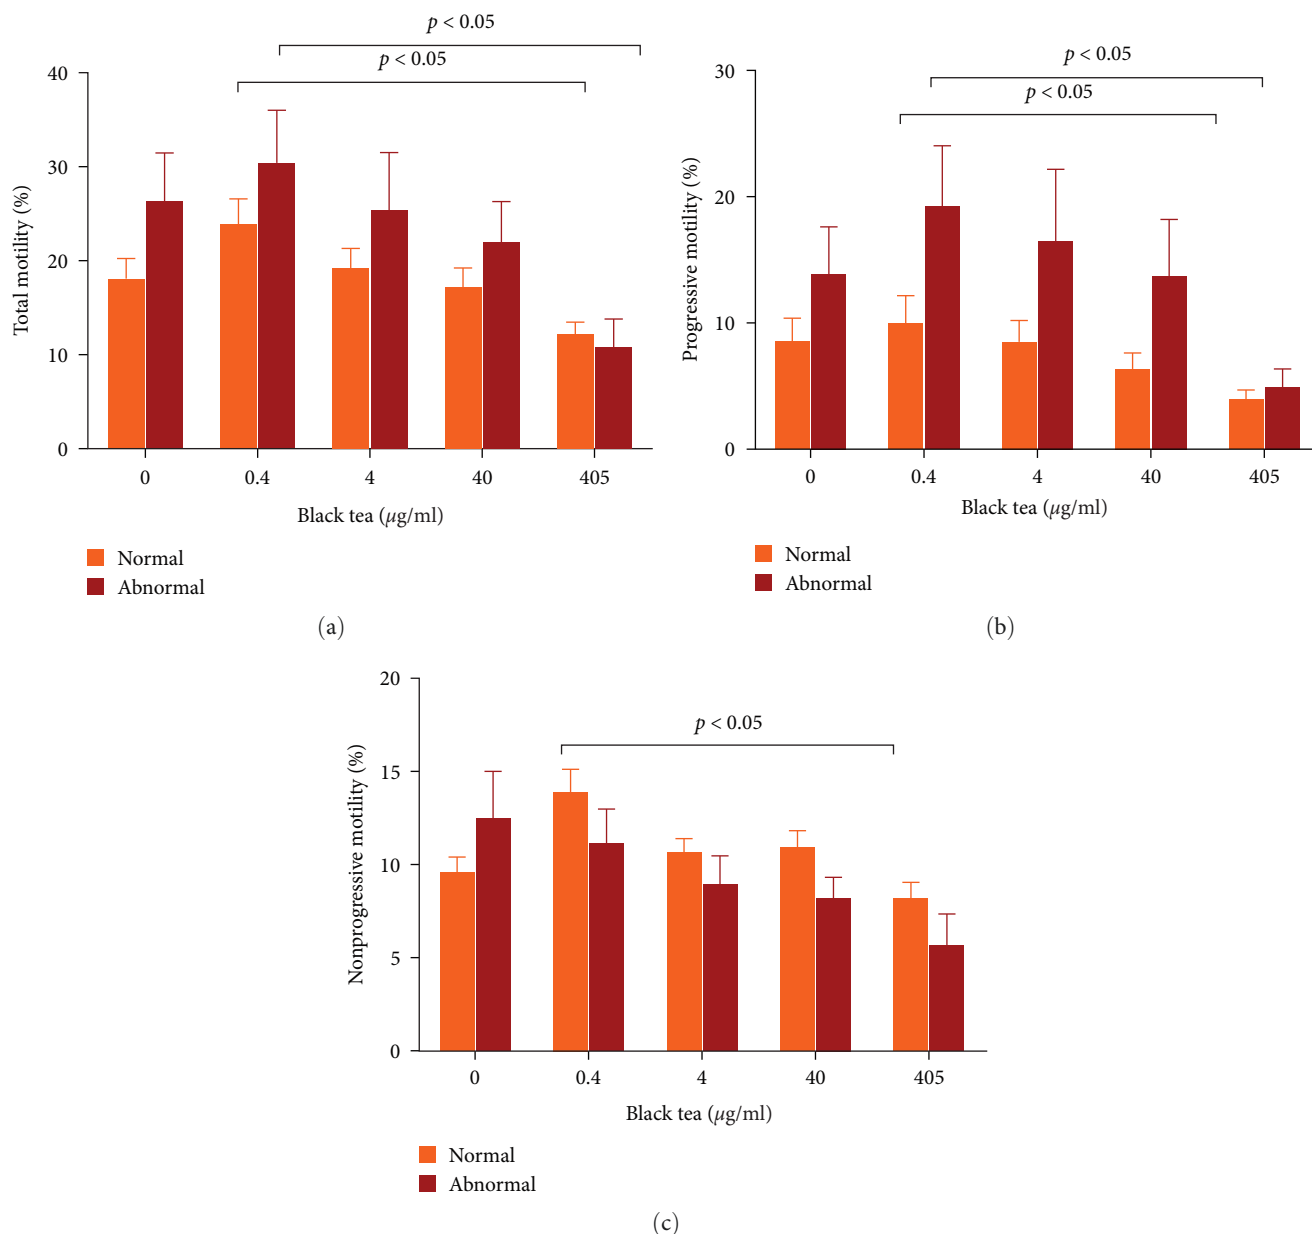 p < 0.05
p < 0.05
Total motility (%)
40
30
20
10
0
0 0.4 4 40 405
Black tea (μg/ml)
Normal
Abnormal
(a)
p < 0.05
p < 0.05
Progressive motility (%)
30
20
10
0
0 0.4 4 40 405
Black tea (μg/ml)
Normal
Abnormal
(b)
p < 0.05
Nonprogressive motility (%)
20
15
10
5
0
0 0.4 4 40 405
Black tea (μg/ml)
Normal
Abnormal
(c)